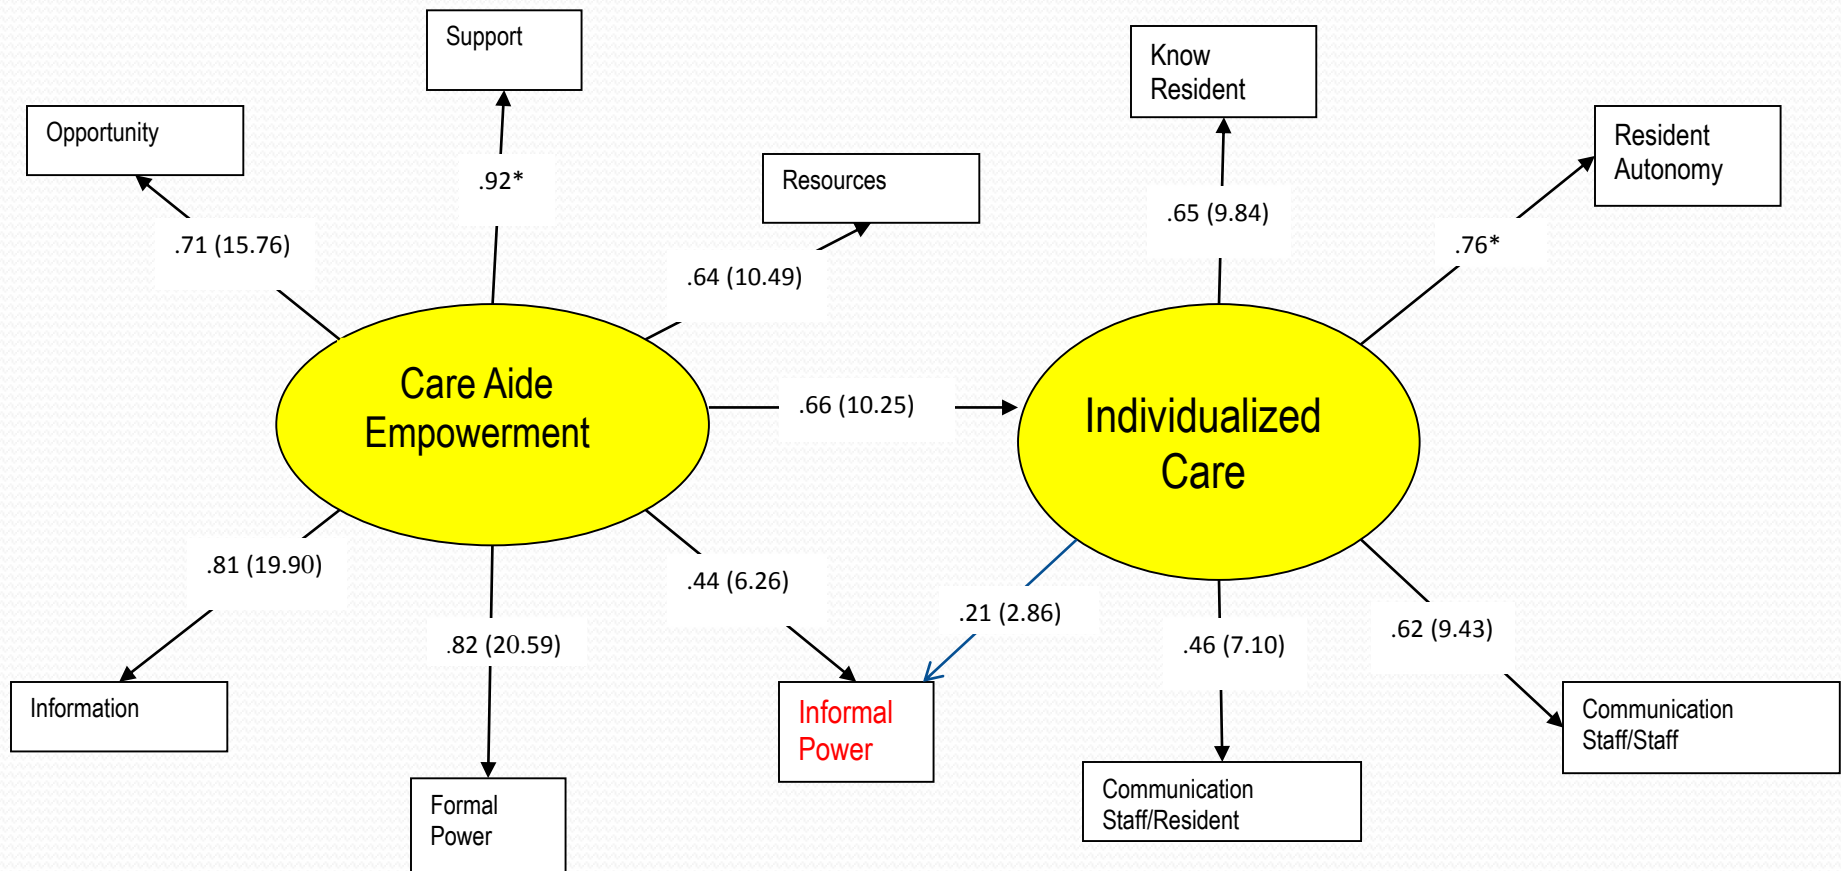 Support
Know
Resident
Opportunity
Resident
Autonomy
Resources
.92*
.65 (9.84)
.71 (15.76)
.76*
.64 (10.49)
Care Aide
Empowerment
.66 (10.25)
Individualized
Care
.81 (19.90)
.44 (6.26)
.21 (2.86)
.82 (20.59)
.46 (7.10)
.62 (9.43)
Information
Informal
Power
Communication
Staff/Staff
Formal
Power
Communication
Staff/Resident